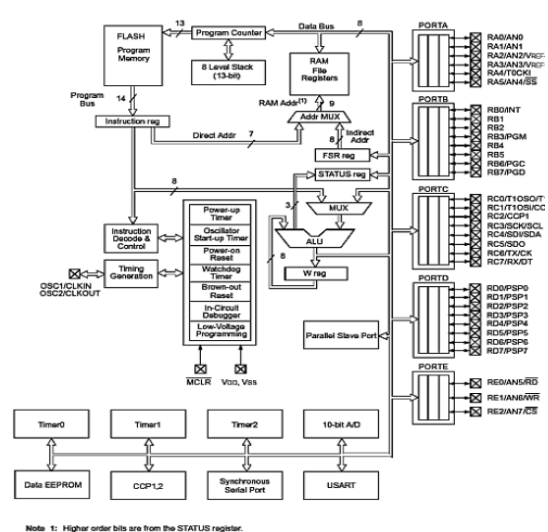 13
Data Bus
8
PORTA
FLASH
Program
Memory
Program Counter
8 Level Stack
(13-bit)
RAM
File
Registers
RA0/AN0
RA1/AN1
RA2/AN2/VREF-
RA3/AN3/VREF
RA4/T0CKI
RA5/AN4/SS
Program
Bus
14
RAM Addr(1)
9
PORTB
Instruction reg
Addr MUX
Direct Addr
7
8
Indirect
Addr
FSR reg
STATUS reg
RB0/INT
RB1
RB2
RB3/PGM
RB4
RB5
RB6/PGC
RB7/PGD
8
3
MUX
PORTC
Power-up
Timer
Oscillator
Start-up Timer
Power-on
Reset
Watchdog
Timer
Brown-out
Reset
In-Circuit
Debugger
Low-Voltage
Programming
Instruction
Decode &
Control
Timing
Generation
OSC1/CLKIN
OSC2/CLKOUT
ALU
8
W reg
RC0/T1OSO/T
RC1/T1OSI/CC
RC2/CCP1
RC3/SCK/SCL
RC4/SDI/SDA
RC5/SDO
RC6/TX/CK
RC7/RX/DT
PORTD
Parallel Slave Port
RD0/PSP0
RD1/PSP1
RD2/PSP2
RD3/PSP3
RD4/PSP4
RD5/PSP5
RD6/PSP6
RD7/PSP7
MCLR
VDD, VSS
PORTE
RE0/AN5/RD
RE1/AN6/WR
RE2/AN7/CS
Timer0
Timer1
Timer2
10-bit A/D
Data EEPROM
CCP1,2
Synchronous
Serial Port
USART
Note 1: Higher order bits are from the STATUS register.